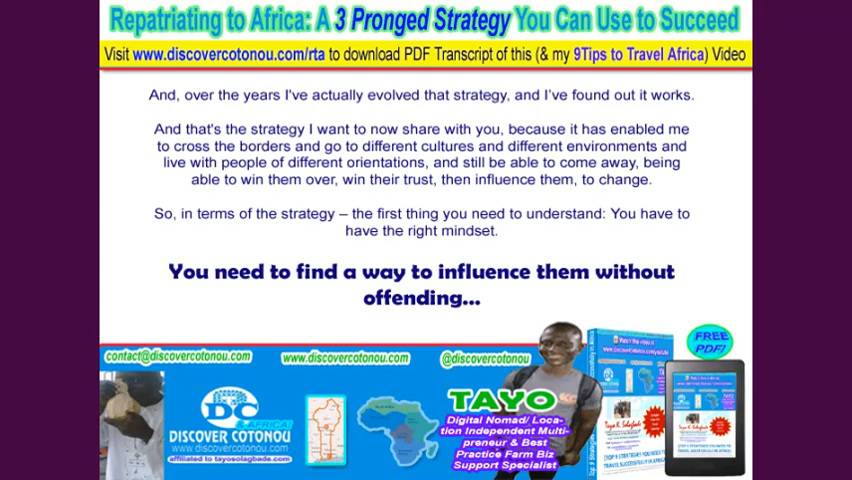 Repatriating to Africa: A 3 Pronged Strategy You Can Use to Succeed
Visit www.discovercotonou.com/rta to download PDF Transcript of this (& my 9Tips to Travel Africa) Video
And, over the years I've actually evolved that strategy, and I've found out it works.
And that's the strategy I want to now share with you, because it has enabled me
to cross the borders and go to different cultures and different environments and
live with people of different orientations, and still be able to come away, being
able to win them over, win their trust, then influence them, to change.
So, in terms of the strategy – the first thing you need to understand: You have to
have the right mindset.
You need to find a way to influence them without
offending...
contact@discovercotonou.com
www.discovercotonou.com
@discovercotonou
DC
& AFRICA!
DISCOVER COTONOU
www.discovercotonou.com
affiliated to tayosolagbade.com
TAYO
Digital Nomad/ Loca-
tion Independent Multi-
preneur & Best
Practice Farm Biz
Support Specialist
FREE
PDF!